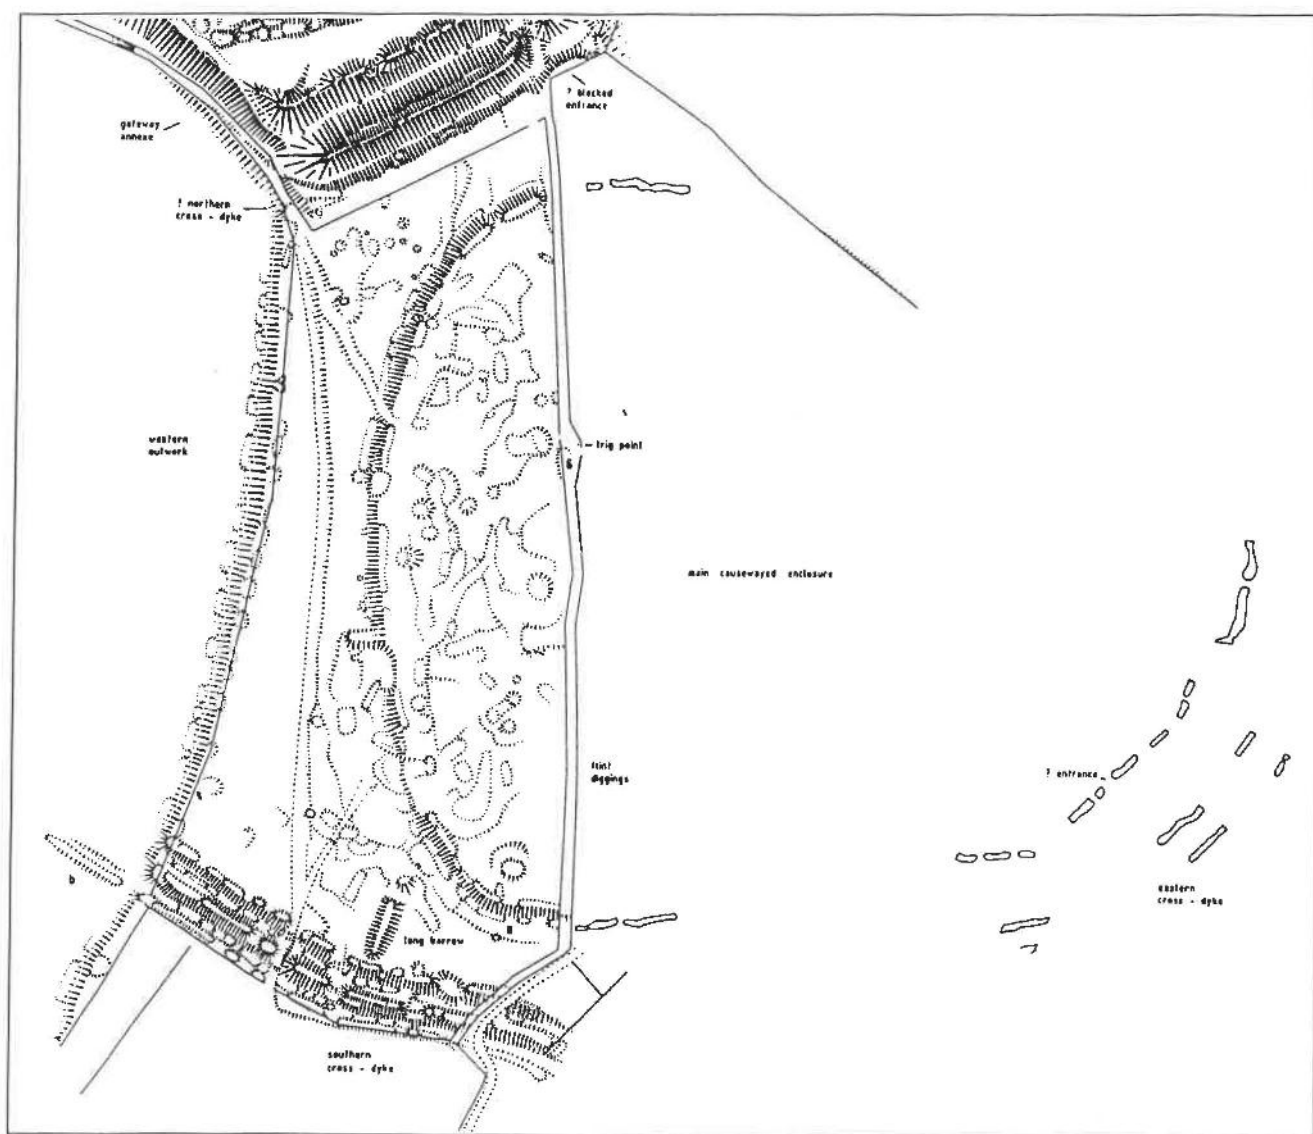 ? blocked
entrance
gateway
annexe
? northern
cross - dyke
western
outwork
trig point
main causewayed enclosure
flint
diggings
? entrance
b
eastern
cross - dyke
long barrow
southern
cross - dyke